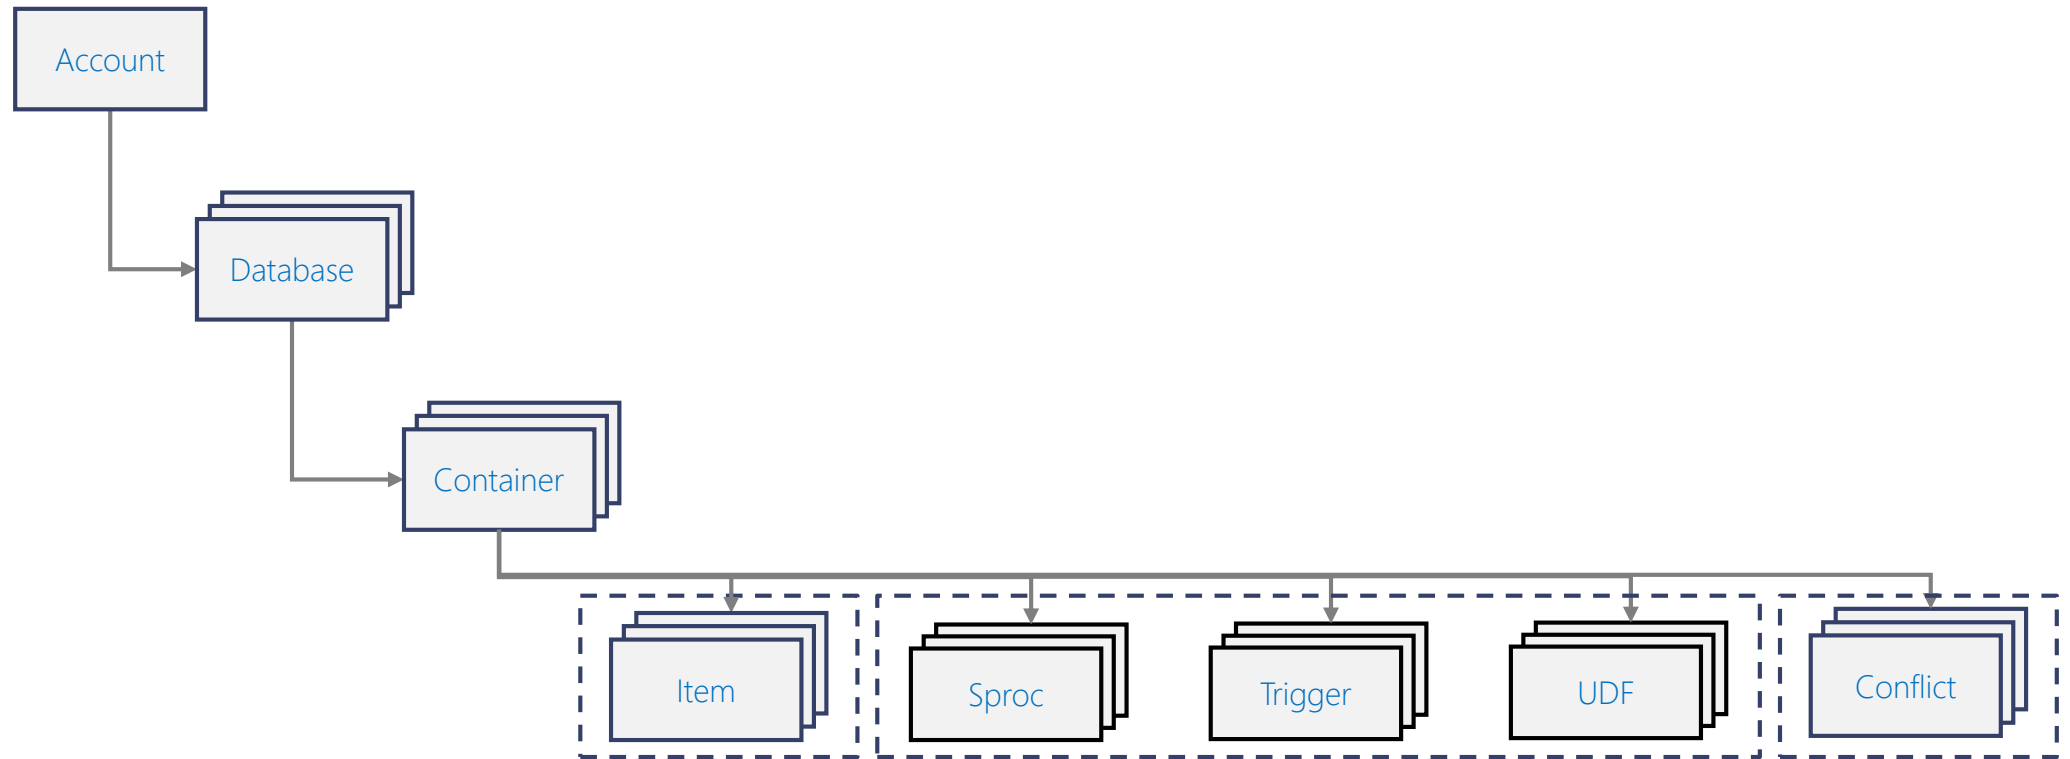 Account
Database
Container
Item
Sproc
Trigger
UDF
Conflict